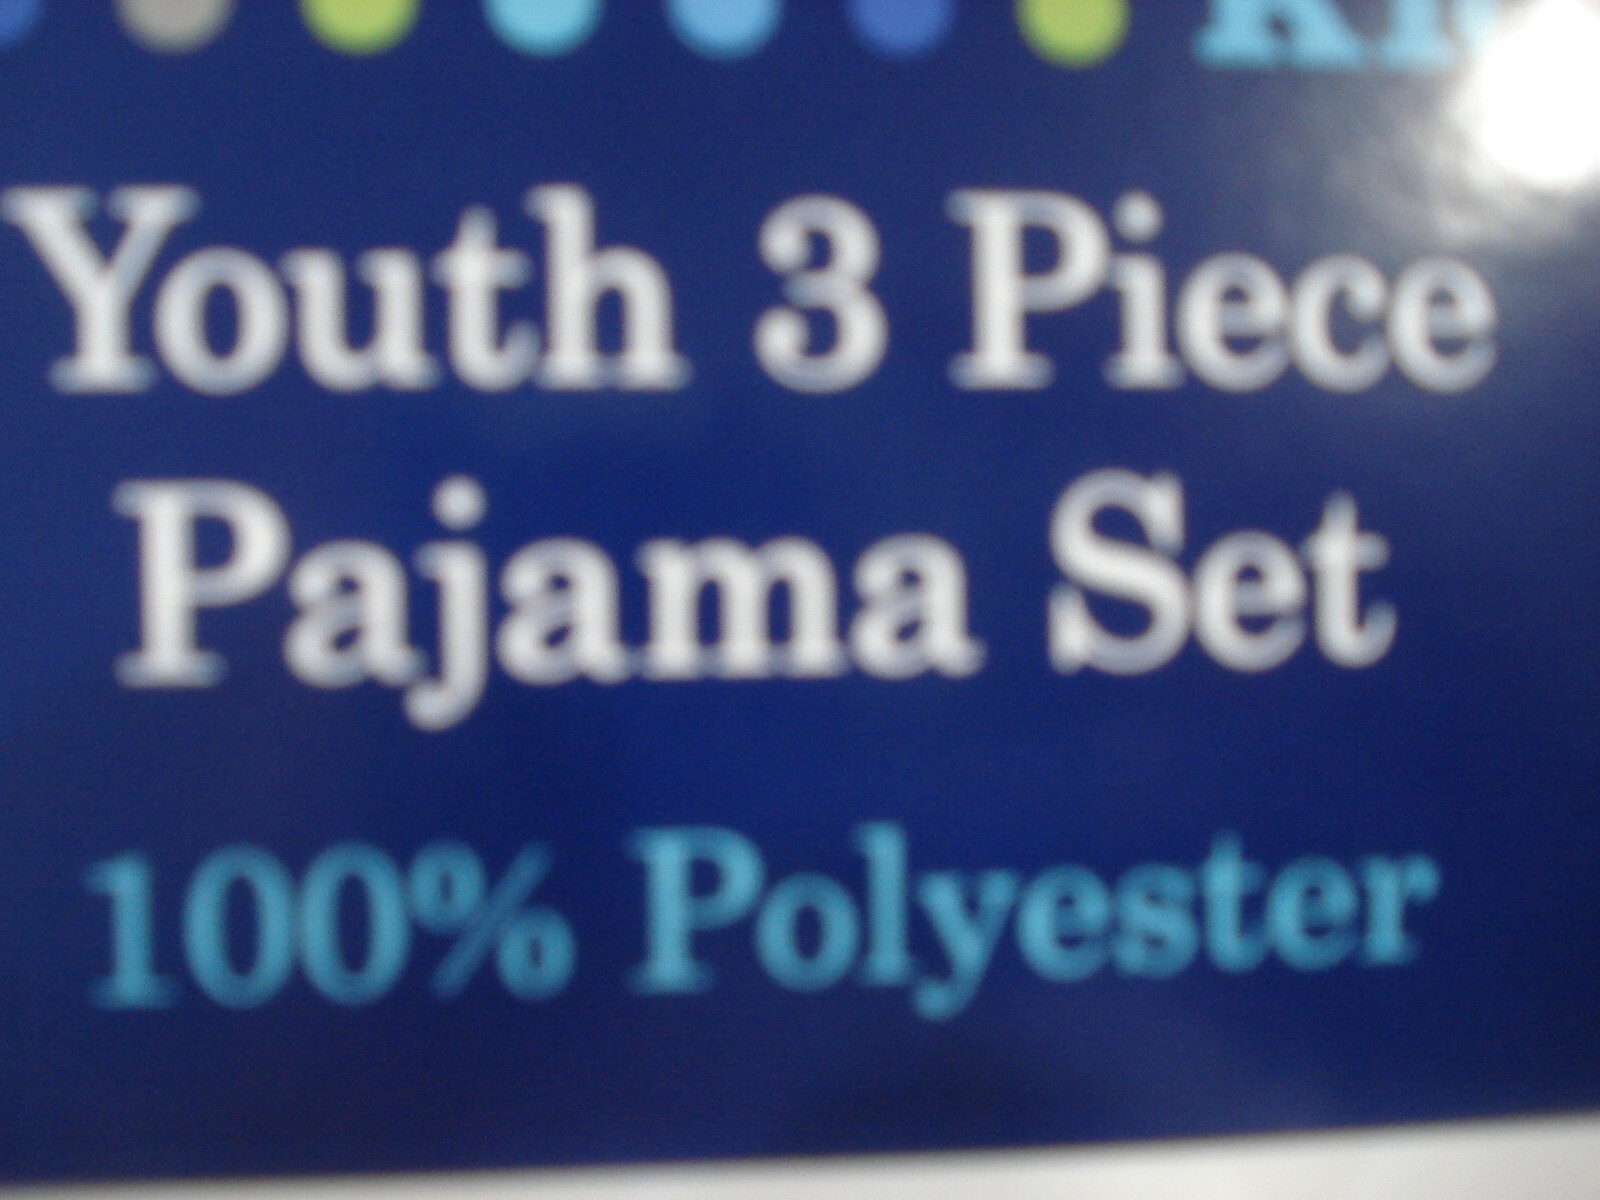 Youth 3 Piece
Pajama Set
100% Polyester